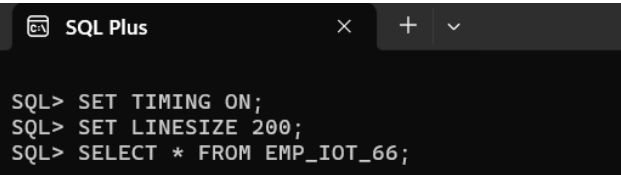 SQL Plus
SQL> SET TIMING ON;
SQL> SET LINESIZE 200;
SQL> SELECT * FROM EMP_IOT_66;